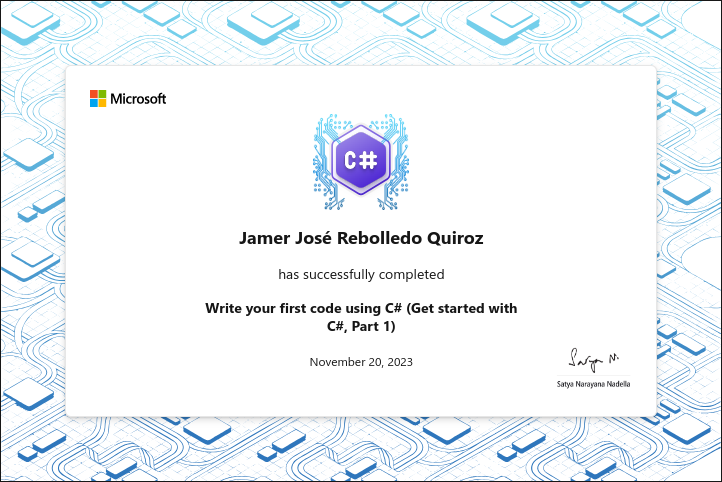 Microsoft
C#
Jamer José Rebolledo Quiroz
has successfully completed
Write your first code using C# (Get started with
C#, Part 1)
November 20, 2023
Satya N.
Satya Narayana Nadella